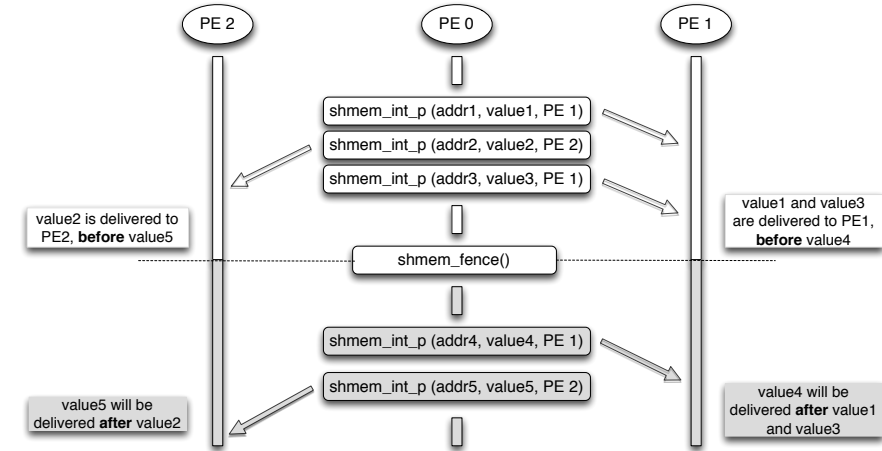 PE 2
PE 0
PE 1
shmem_int_p (addr1, value1, PE 1)
shmem_int_p (addr2, value2, PE 2)
shmem_int_p (addr3, value3, PE 1)
value2 is delivered to
PE2, before value5
value1 and value3
are delivered to PE1,
before value4
shmem_fence()
shmem_int_p (addr4, value4, PE 1)
shmem_int_p (addr5, value5, PE 2)
value5 will be
delivered after value2
value4 will be
delivered after value1
and value3